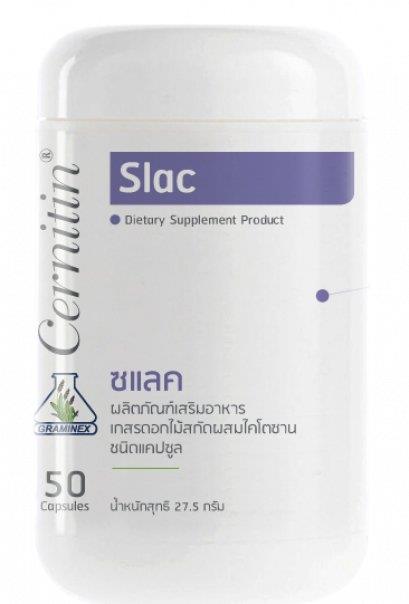 Slac
Dietary Supplement Product
Cernitin®
ซแลค
ผลิตภัณฑ์เสริมอาหาร
เกสรดอกไม้สกัดผสมไคโตซาน
ชนิดแคปซูล
GRAMINEX
50
Capsules
น้ำหนักสุทธิ 27.5 กรัม